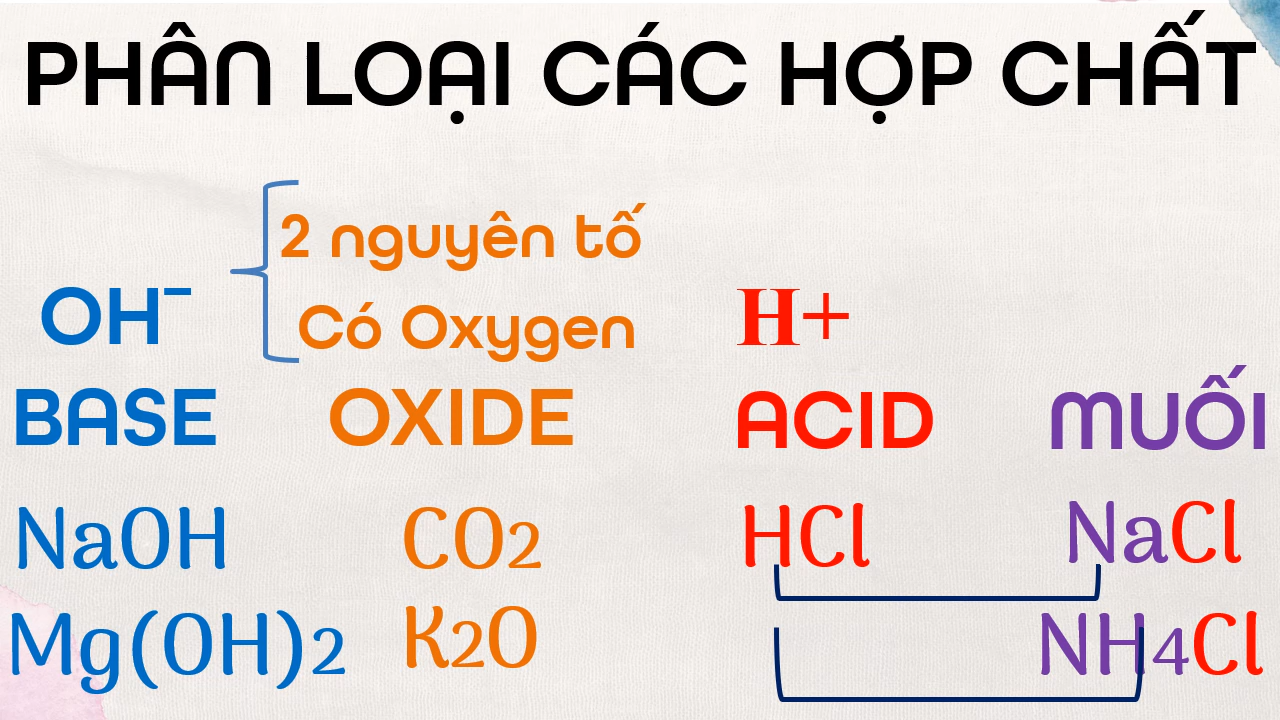 PHÂN LOẠI CÁC HỢP CHẤT
2 nguyên tố
Có Oxygen
OH⁻
H+
BASE
OXIDE
ACID
MUỐI
NaOH
CO2
HCl
NaCl
Mg(OH)2
K2O
NH4Cl